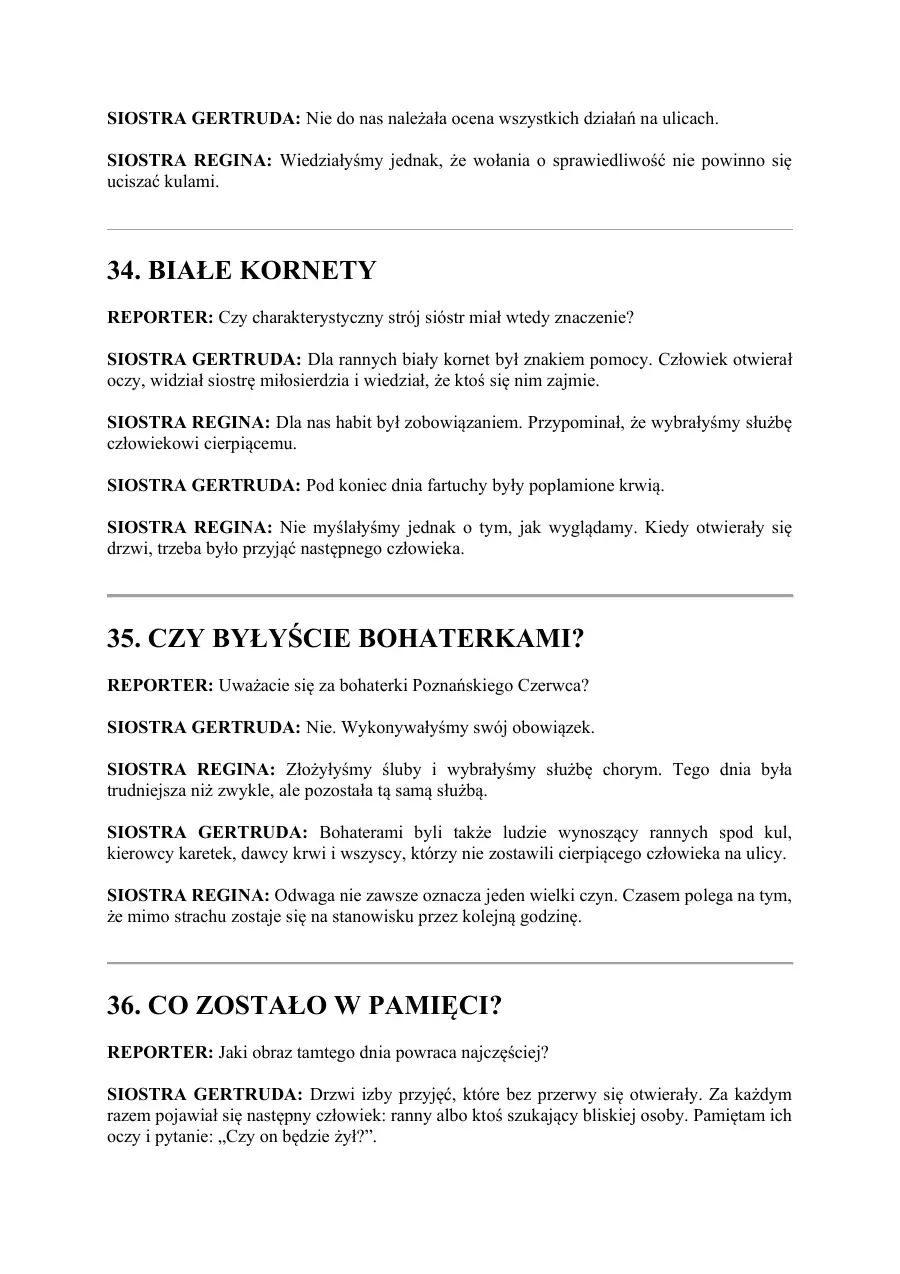 SIOSTRA GERTRUDA: Nie do nas należała ocena wszystkich działań na ulicach.
SIOSTRA REGINA: Wiedziałyśmy jednak, że wołania o sprawiedliwość nie powinno się
uciszać kulami.
34. BIAŁE KORNETY
REPORTER: Czy charakterystyczny strój sióstr miał wtedy znaczenie?
SIOSTRA GERTRUDA: Dla rannych biały kornet był znakiem pomocy. Człowiek otwierał
oczy, widział siostrę miłosierdzia i wiedział, że ktoś się nim zajmie.
SIOSTRA REGINA: Dla nas habit był zobowiązaniem. Przypominał, że wybrałyśmy służbę
człowiekowi cierpiącemu.
SIOSTRA GERTRUDA: Pod koniec dnia fartuchy były poplamione krwią.
SIOSTRA REGINA: Nie myślałyśmy jednak o tym, jak wyglądamy. Kiedy otwierały się
drzwi, trzeba było przyjąć następnego człowieka.
35. CZY BYŁYŚCIE BOHATERKAMI?
REPORTER: Uważacie się za bohaterki Poznańskiego Czerwca?
SIOSTRA GERTRUDA: Nie. Wykonywałyśmy swój obowiązek.
SIOSTRA REGINA: Złożyłyśmy śluby i wybrałyśmy służbę chorym. Tego dnia była
trudniejsza niż zwykle, ale pozostała tą samą służbą.
SIOSTRA GERTRUDA: Bohaterami byli także ludzie wynoszący rannych spod kul,
kierowcy karetek, dawcy krwi i wszyscy, którzy nie zostawili cierpiącego człowieka na ulicy.
SIOSTRA REGINA: Odwaga nie zawsze oznacza jeden wielki czyn. Czasem polega na tym,
że mimo strachu zostaje się na stanowisku przez kolejną godzinę.
36. CO ZOSTAŁO W PAMIĘCI?
REPORTER: Jaki obraz tamtego dnia powraca najczęściej?
SIOSTRA GERTRUDA: Drzwi izby przyjęć, które bez przerwy się otwierały. Za każdym
razem pojawiał się następny człowiek: ranny albo ktoś szukający bliskiej osoby. Pamiętam ich
oczy i pytanie: „Czy on będzie żył?”.